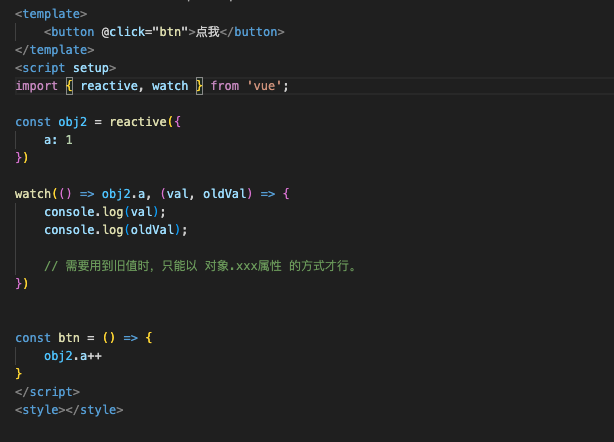 <template>
    <button @click="btn">点我</button>
</template>
<script setup>
import { reactive, watch } from 'vue';

const obj2 = reactive({
    a: 1
})

watch(() => obj2.a, (val, oldVal) => {
    console.log(val);
    console.log(oldVal);

    // 需要用到旧值时，只能以 对象.xxx属性 的方式才行。
})


const btn = () => {
    obj2.a++
}
</script>
<style></style>